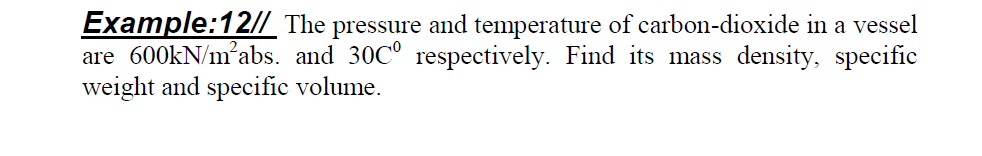 Example:12// The pressure and temperature of carbon-dioxide in a vessel
are 600kN/m²abs. and 30C⁰ respectively. Find its mass density, specific
weight and specific volume.